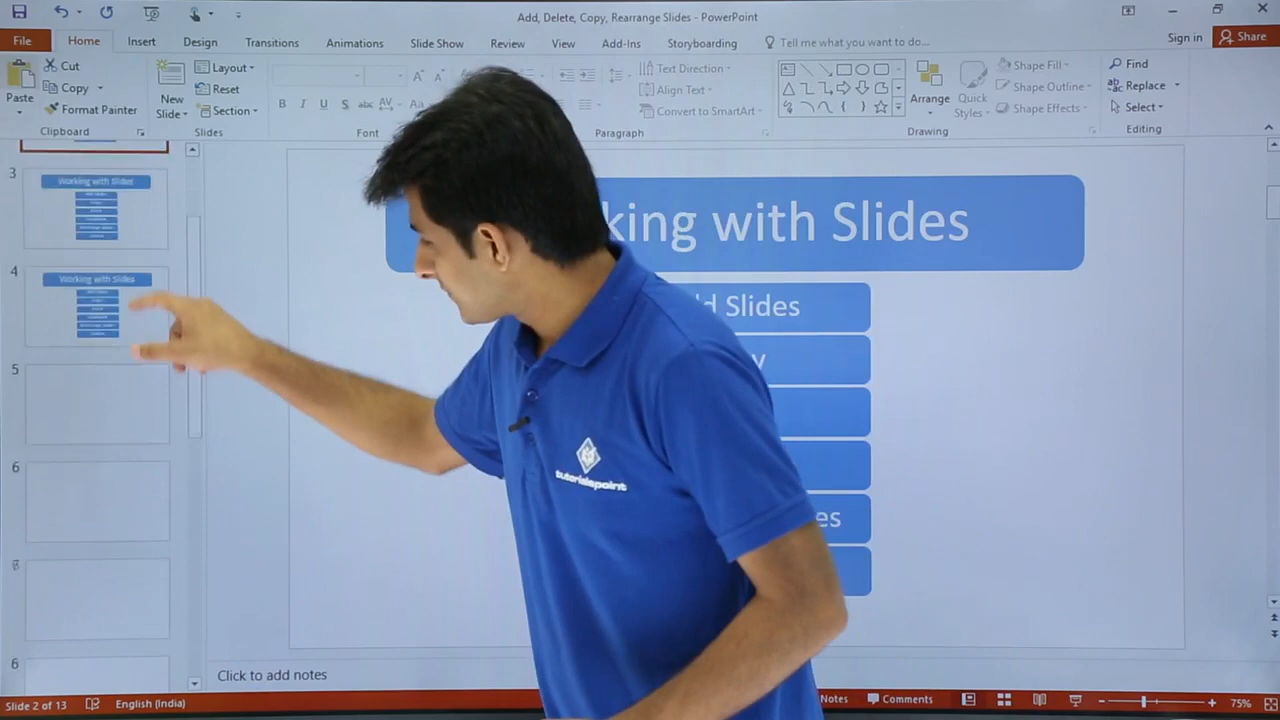 Add, Delete, Copy, Rearrange Slides - PowerPoint
File Home Insert Design Transitions Animations Slide Show Review View Add-Ins Storyboarding Tell me what you want to do... Sign in Share
Paste
Cut
Copy
Format Painter
Clipboard
New
Slide
Layout
Reset
Section
Slides
B I U S abc AV Aa
Font
Text Direction
Align Text
Convert to SmartArt
Paragraph
Arrange
Quick
Styles
Shape Fill
Shape Outline
Shape Effects
Drawing
Find
Replace
Select
Editing
3
Working with Slides
4
Working with Slides
5
6
6
king with Slides
d Slides
y
es
tutorialspoint
Click to add notes
Slide 2 of 13 English (India) Notes Comments 75%